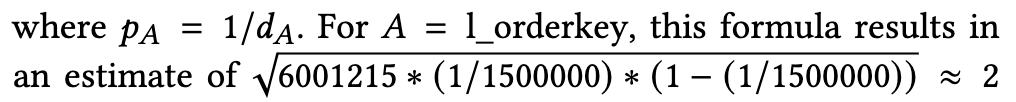 where p_A = 1/d_A. For A = l_orderkey, this formula results in
an estimate of √6001215 ∗ (1/1500000) ∗ (1 − (1/1500000)) ≈ 2